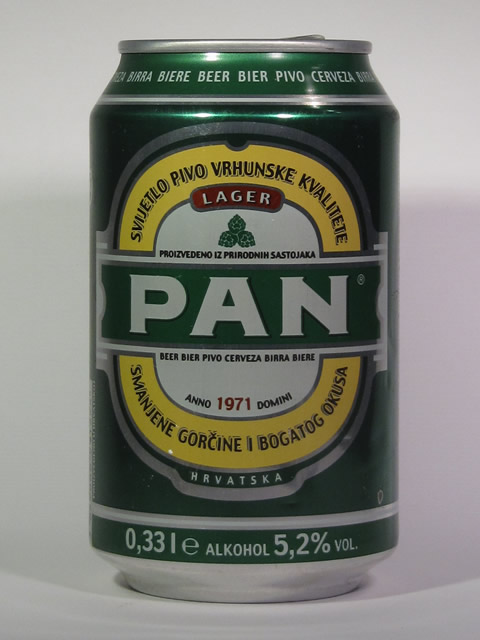 BIRRA BIERE BEER BIER PIVO CERVEZA
SVIJETLO PIVO VRHUNSKE KVALITETE
LAGER
PROIZVEDENO IZ PRIRODNIH SASTOJAKA
PAN®
BEER BIER PIVO CERVEZA BIRRA BIERE
ANNO 1971 DOMINI
SMANJENE GORČINE I BOGATOG OKUSA
HRVATSKA
0,33 l e ALKOHOL 5,2% VOL.